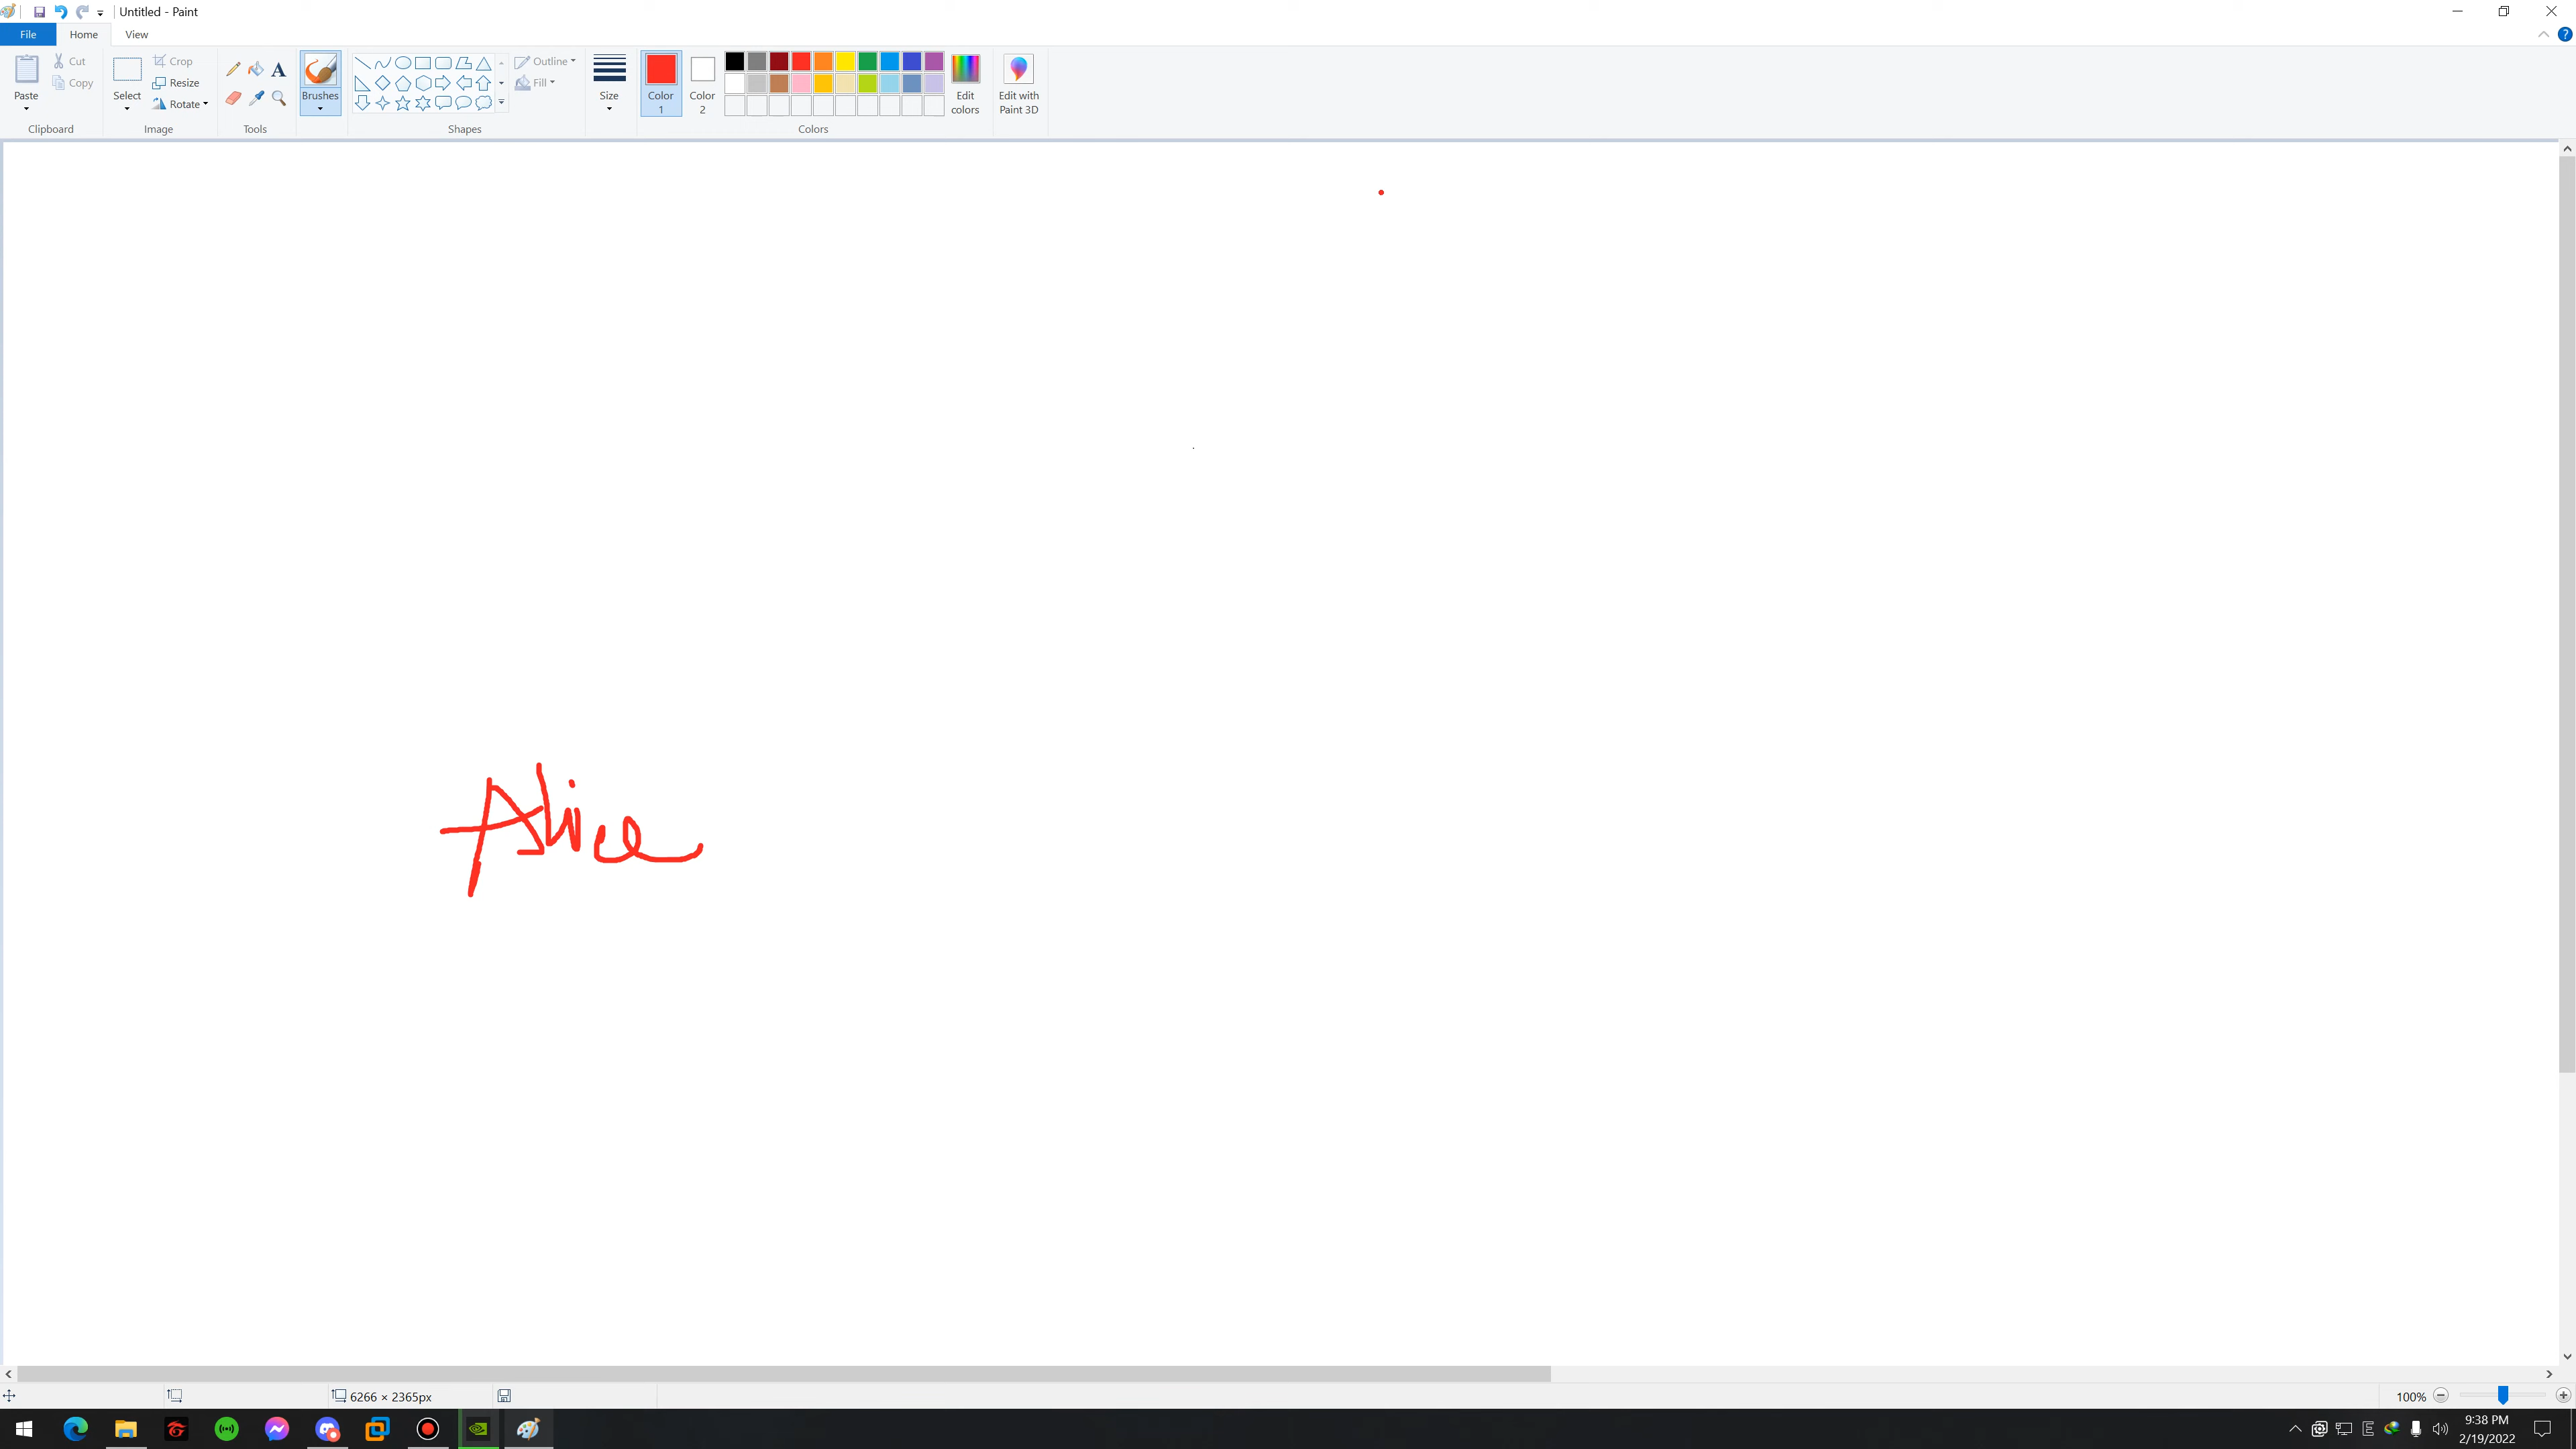 Untitled - Paint
File Home View
Paste
Cut
Copy
Clipboard
Select
Crop
Resize
Rotate
Image
A
Tools
Brushes
Shapes
Outline
Fill
Size
Color 1
Color 2
Colors
Edit colors
Edit with Paint 3D
Alice
6266 × 2365px
100%
9:38 PM
2/19/2022